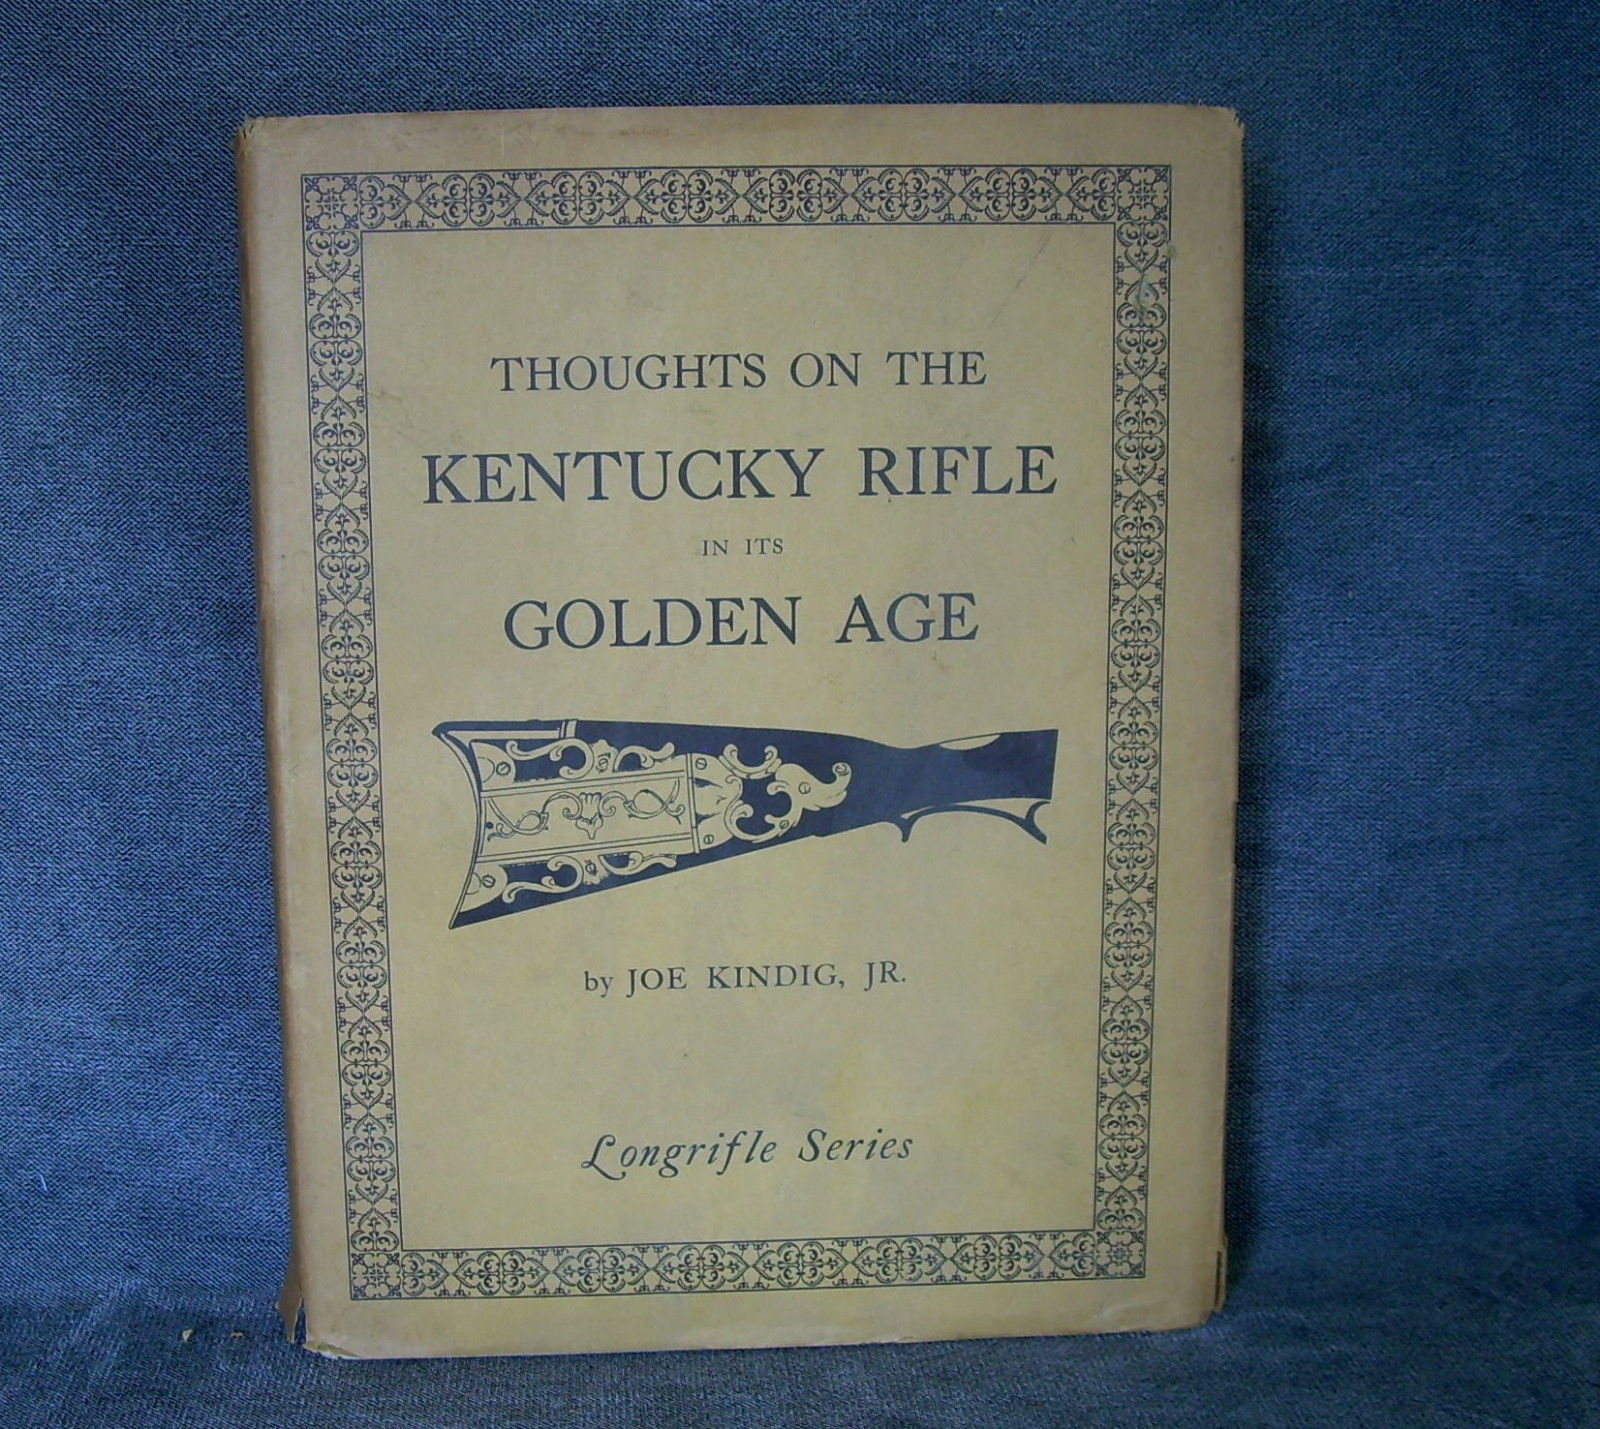 THOUGHTS ON THE
KENTUCKY RIFLE
IN ITS
GOLDEN AGE
by JOE KINDIG, JR.
Longrifle Series